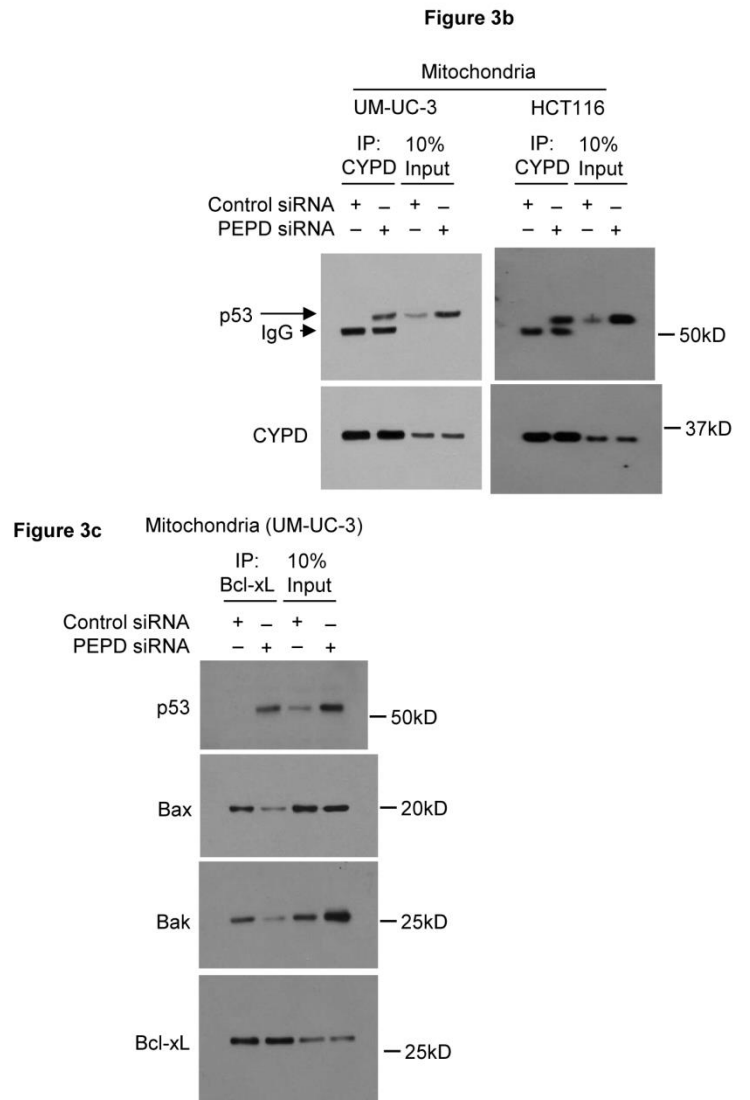 Figure 3b
Mitochondria
UM-UC-3 HCT116
IP: 10% IP: 10%
CYPD Input CYPD Input
Control siRNA + – + – + – + –
PEPD siRNA – + – + – + – +
p53
IgG
50kD
CYPD
37kD
Figure 3c Mitochondria (UM-UC-3)
IP: 10%
Bcl-xL Input
Control siRNA + – + –
PEPD siRNA – + – +
p53
50kD
Bax 20kD
Bak 25kD
Bcl-xL
25kD